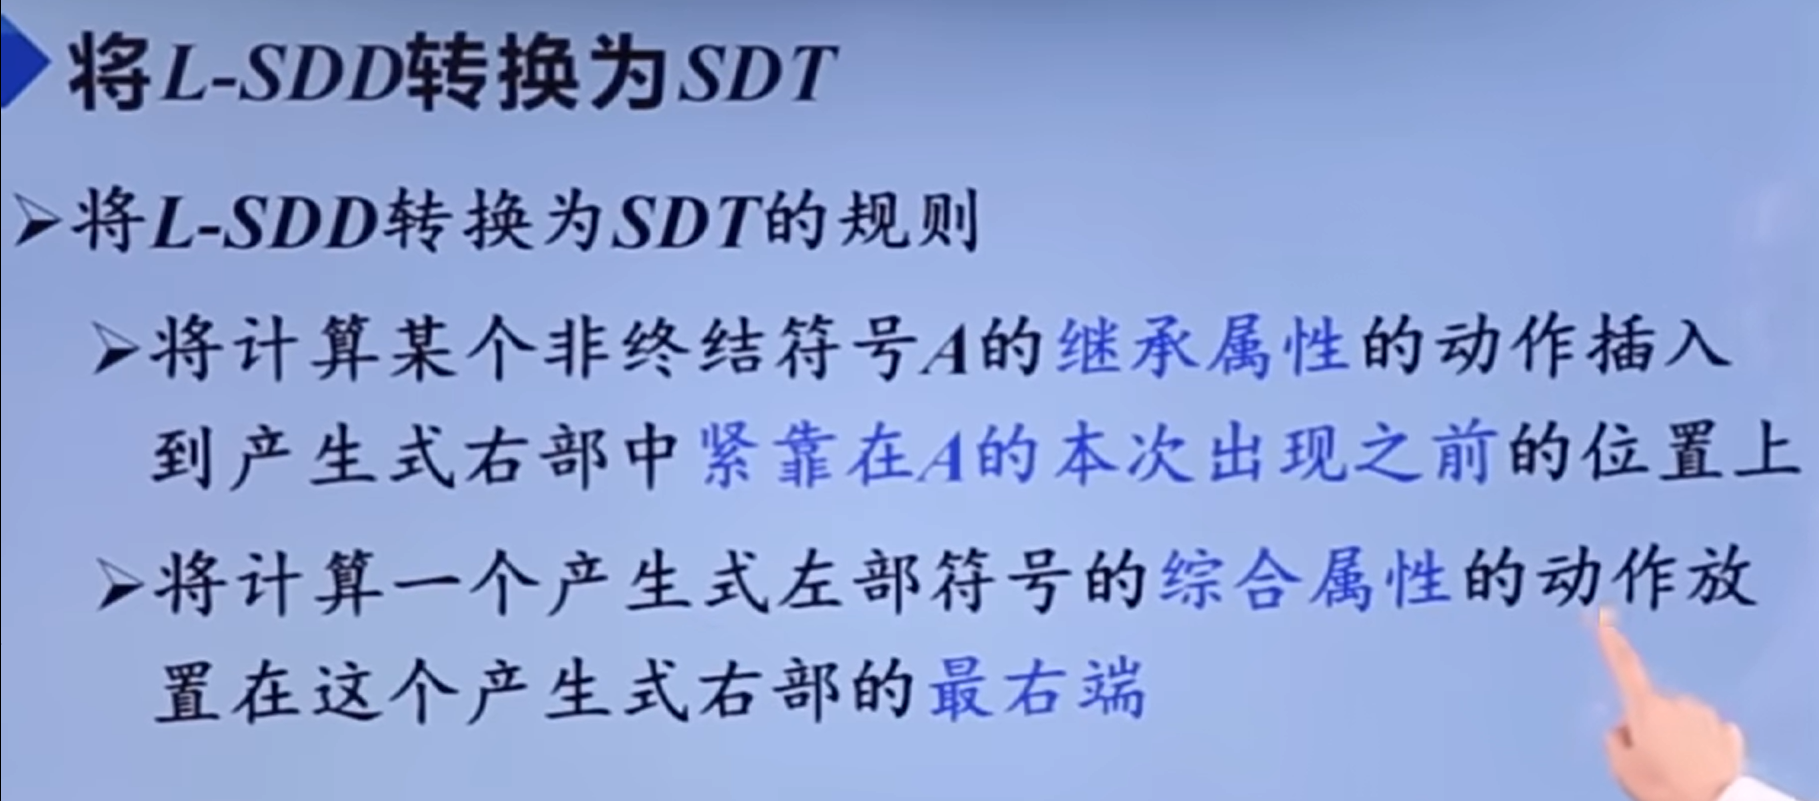 将L-SDD转换为SDT
将L-SDD转换为SDT的规则
将计算某个非终结符号A的继承属性的动作插入
到产生式右部中紧靠在A的本次出现之前的位置上
将计算一个产生式左部符号的综合属性的动作放
置在这个产生式右部的最右端